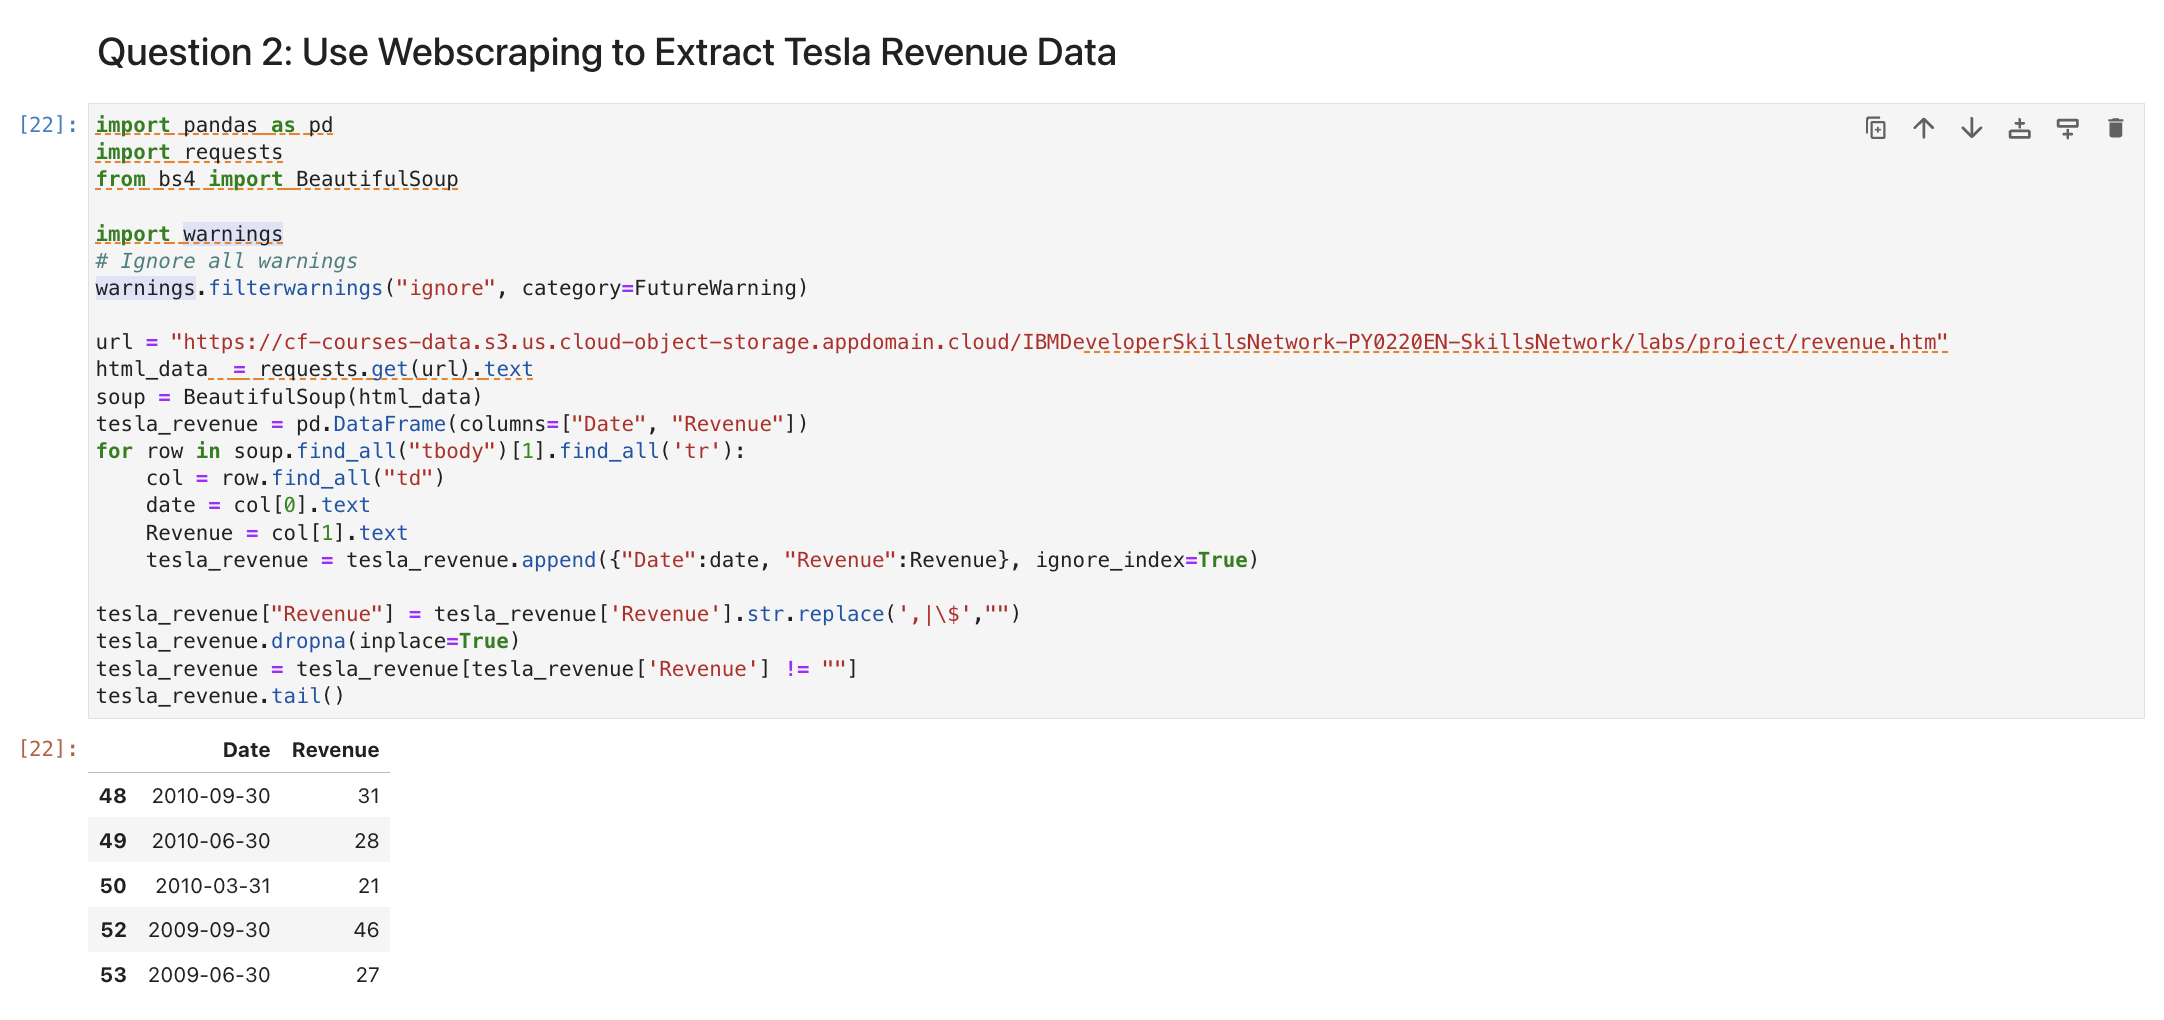 Question 2: Use Webscraping to Extract Tesla Revenue Data
[22]:
import pandas as pd
import requests
from bs4 import BeautifulSoup
import warnings
# Ignore all warnings
warnings.filterwarnings("ignore", category=FutureWarning)
url = "https://cf-courses-data.s3.us.cloud-object-storage.appdomain.cloud/IBMDeveloperSkillsNetwork-PY0220EN-SkillsNetwork/labs/project/revenue.htm"
html_data  = requests.get(url).text
soup = BeautifulSoup(html_data)
tesla_revenue = pd.DataFrame(columns=["Date", "Revenue"])
for row in soup.find_all("tbody")[1].find_all('tr'):
    col = row.find_all("td")
    date = col[0].text
    Revenue = col[1].text
    tesla_revenue = tesla_revenue.append({"Date":date, "Revenue":Revenue}, ignore_index=True)
tesla_revenue["Revenue"] = tesla_revenue['Revenue'].str.replace(',|\$',"")
tesla_revenue.dropna(inplace=True)
tesla_revenue = tesla_revenue[tesla_revenue['Revenue'] != ""]
tesla_revenue.tail()
[22]:
Date Revenue
48 2010-09-30 31
49 2010-06-30 28
50 2010-03-31 21
52 2009-09-30 46
53 2009-06-30 27